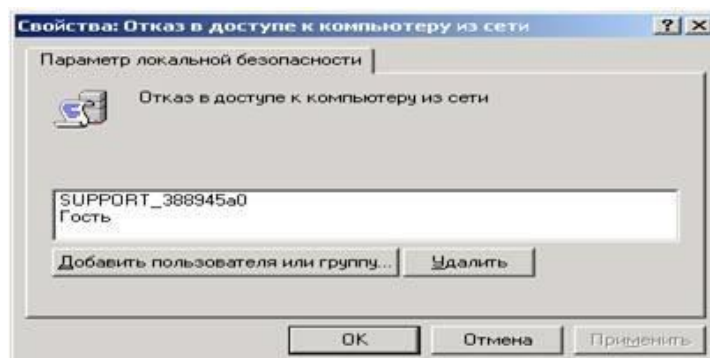 Свойства: Отказ в доступе к компьютеру из сети
Параметр локальной безопасности
Отказ в доступе к компьютеру из сети
SUPPORT_388945a0
Гость
Добавить пользователя или группу... Удалить
OK Отмена Применить